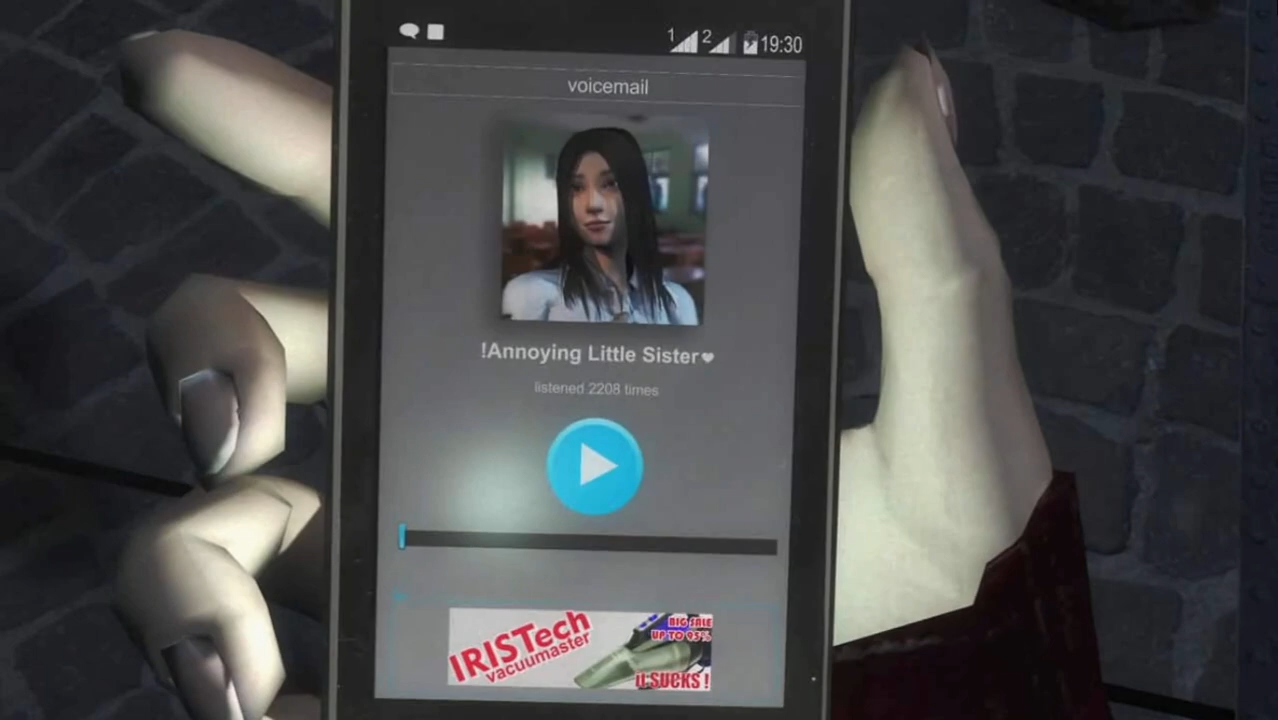 1 2 19:30
voicemail
!Annoying Little Sister♥
listened 2208 times
IRISTech
vacuumaster
BIG SALE
UP TO 95%
it SUCKS !